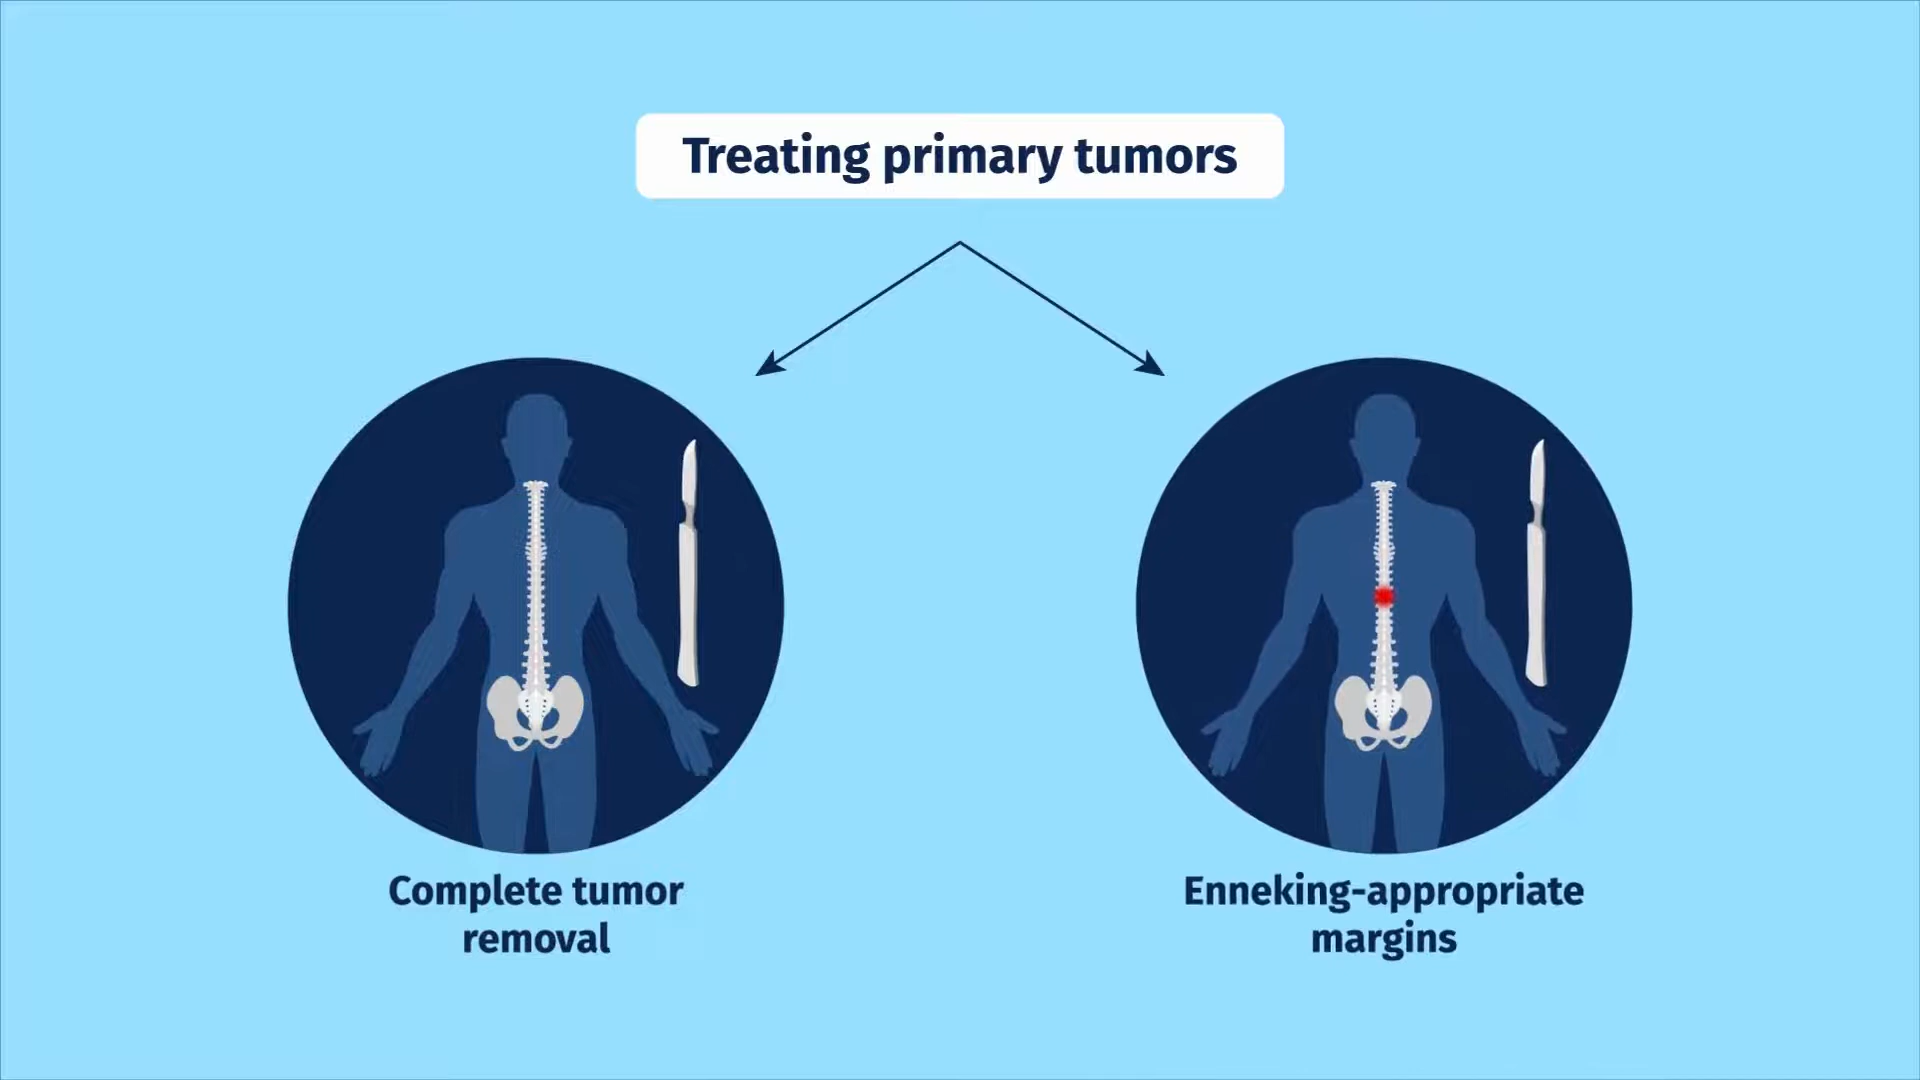 Treating primary tumors
Complete tumor
removal
Enneking-appropriate
margins